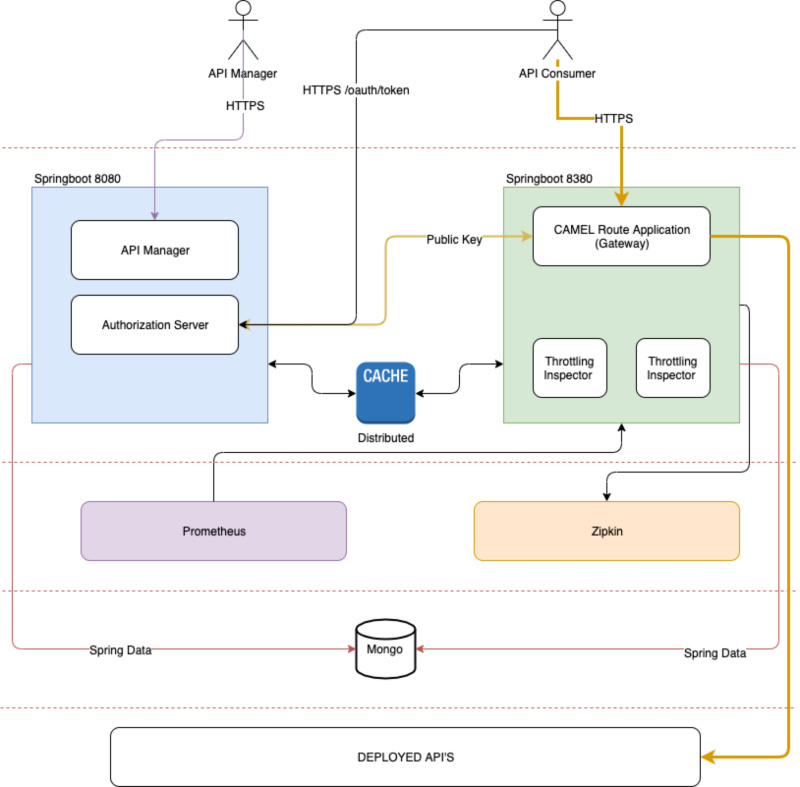 API Manager
API Consumer
HTTPS /oauth/token
HTTPS
HTTPS
Springboot 8080
Springboot 8380
API Manager
CAMEL Route Application
(Gateway)
Public Key
Authorization Server
CACHE
Distributed
Throttling
Inspector
Throttling
Inspector
Prometheus
Zipkin
Spring Data
Mongo
Spring Data
DEPLOYED API'S